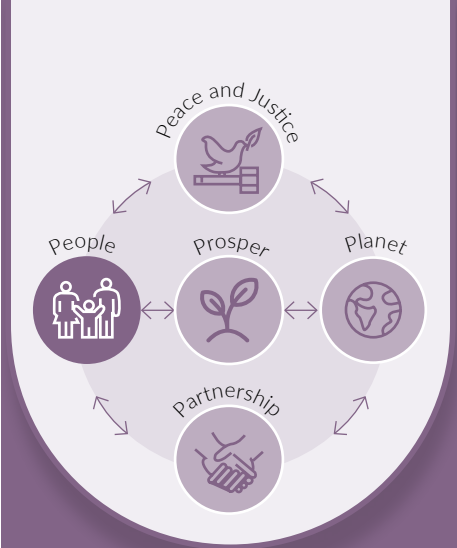 Peace and Justice
People
Prosper
Planet
Partnership